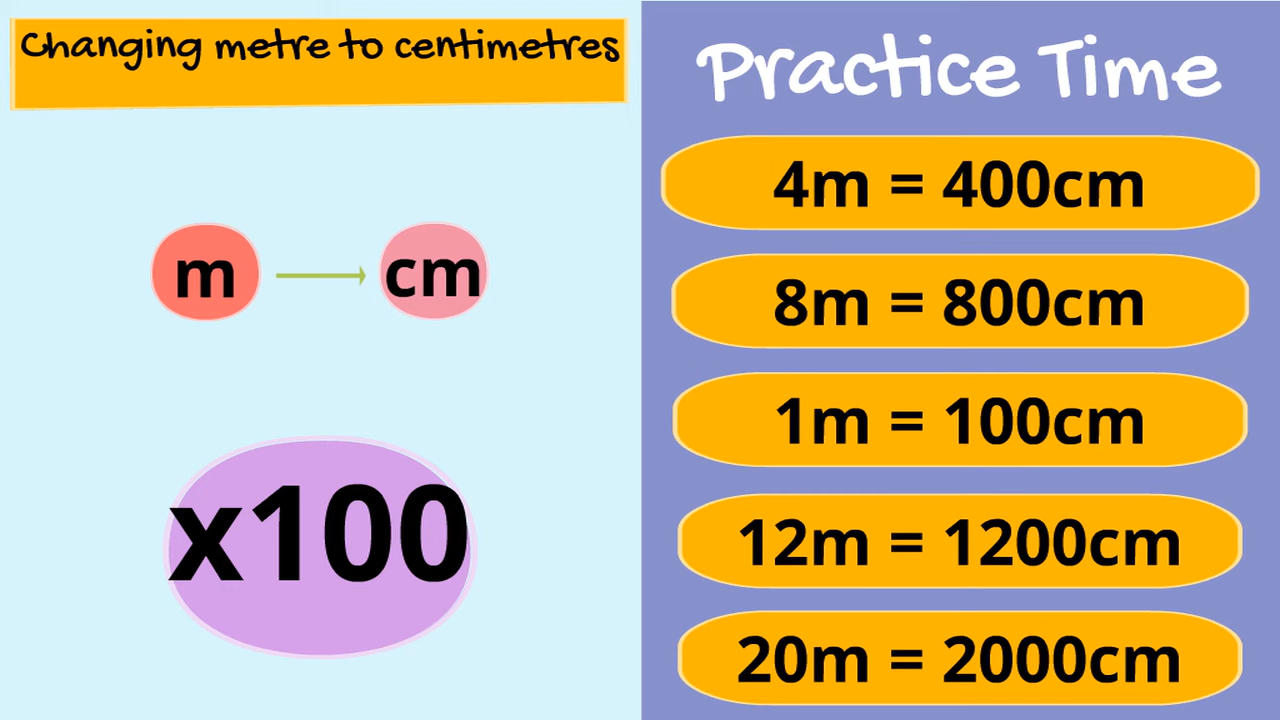 Changing metre to centimetres
m
cm
x100
Practice Time
4m = 400cm
8m = 800cm
1m = 100cm
12m = 1200cm
20m = 2000cm